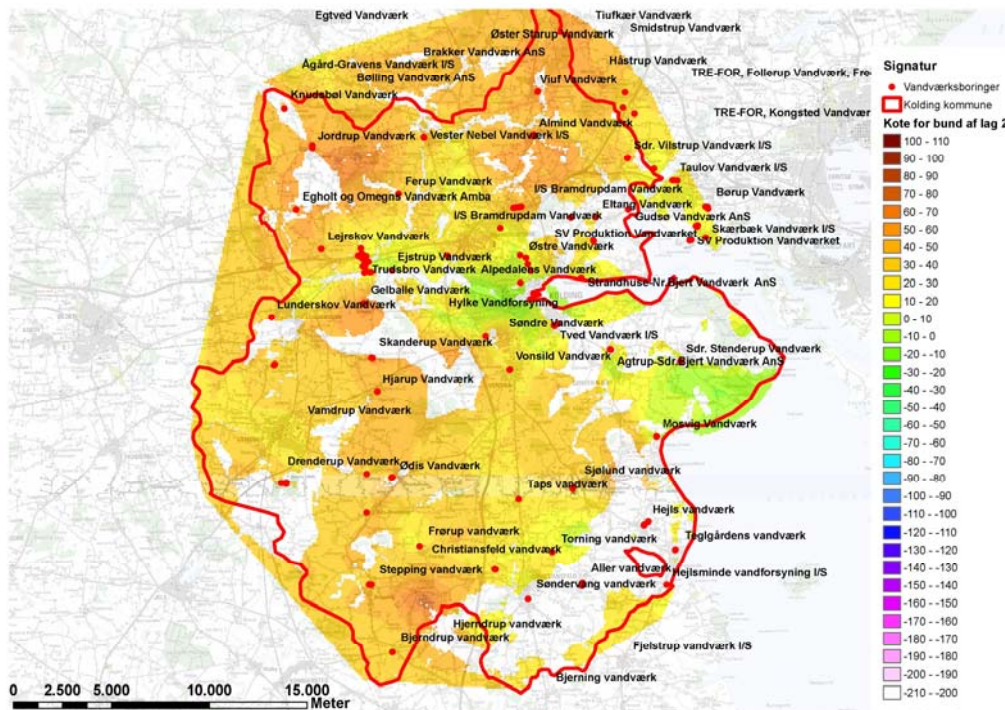 Egtved Vandværk
Tiufkær Vandværk
Smidstrup Vandværk
Øster Starup Vandværk
Brakker Vandværk AnS
Ågård-Gravens Vandværk I/S
Håstrup Vandværk
Bølling Vandværk AnS
TRE-FOR, Follerup Vandværk, Fre
Viuf Vandværk
Knudsbøl Vandværk
TRE-FOR, Kongsted Vandvær
Almind Vandværk
Jordrup Vandværk
Vester Nebel Vandværk I/S
Sdr. Vilstrup Vandværk I/S
Taulov Vandværk I/S
Ferup Vandværk
I/S Bramdrupdam Vandværk
Børup Vandværk
Egholt og Omegns Vandværk Amba
Eltang Vandværk
I/S Bramdrupdam Vandværk
Gudsø Vandværk AnS
Skærbæk Vandværk I/S
Lejrskov Vandværk
SV Produktion Vandværket
SV Produktion Vandværket
Østre Vandværk
Ejstrup Vandværk
Trudsbro Vandværk
Alpedalens Vandværk
Strandhuse-Nr.Bjert Vandværk AnS
Gelballe Vandværk
Lunderskov Vandværk
Hylke Vandforsyning
Søndre Vandværk
Tved Vandværk I/S
Skanderup Vandværk
Sdr. Stenderup Vandværk
Vonsild Vandværk
Agtrup-Sdr.Bjert Vandværk AnS
Hjarup Vandværk
Vamdrup Vandværk
Mosvig Vandværk
Drenderup Vandværk
Ødis Vandværk
Sjølund vandværk
Taps vandværk
Hejls vandværk
Frørup vandværk
Torning vandværk
Teglgårdens vandværk
Christiansfeld vandværk
Stepping vandværk
Aller vandværk
Hejlsminde vandforsyning I/S
Søndervang vandværk
Hjerndrup vandværk
Bjerndrup vandværk
Fjelstrup vandværk I/S
Bjerning vandværk
0 2.500 5.000 10.000 15.000
Meter
Signatur
Vandværksboringer
Kolding kommune
Kote for bund af lag 2
100 - 110
90 - 100
80 - 90
70 - 80
60 - 70
50 - 60
40 - 50
30 - 40
20 - 30
10 - 20
0 - 10
-10 - 0
-20 - -10
-30 - -20
-40 - -30
-50 - -40
-60 - -50
-70 - -60
-80 - -70
-90 - -80
-100 - -90
-110 - -100
-120 - -110
-130 - -120
-140 - -130
-150 - -140
-160 - -150
-170 - -160
-180 - -170
-190 - -180
-200 - -190
-210 - -200